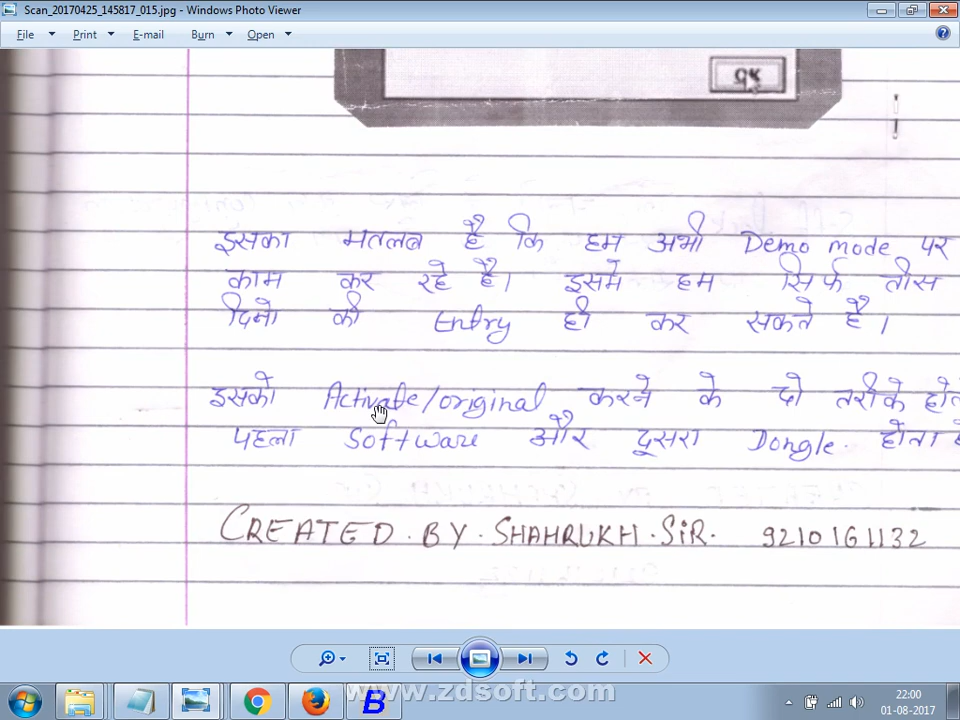 Scan_20170425_145817_015.jpg - Windows Photo Viewer
File Print E-mail Burn Open
ok
इसका मतलब है कि हम अभी Demo mode पर
काम कर रहे है। इसमे हम सिर्फ तीस
दिनो की Entry ही कर सकते है।
इसको Activate/original करने के दो तरीके
पहला Software और दूसरा Dongle. होता
CREATED. BY. SHAHRUKH. SiR. 9210161132
www.zdsoft.com
B
22:00
01-08-2017